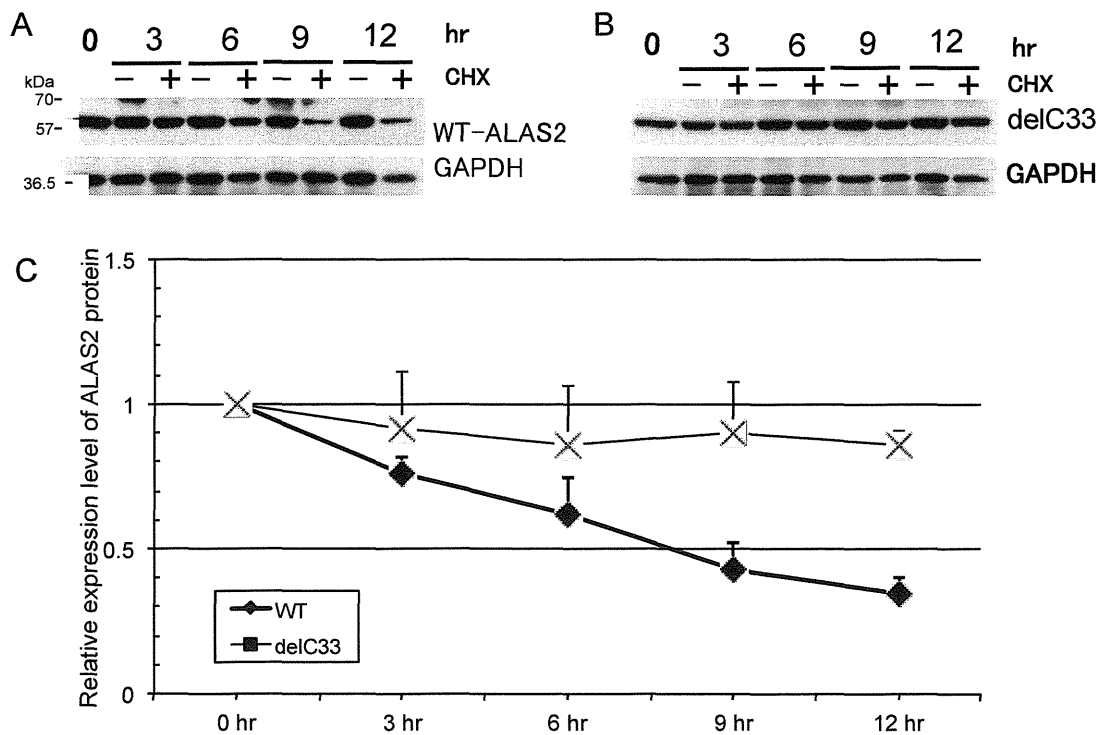 A
0 3 6 9 12 hr
− + − + − + − + CHX
kDa
70-
57-
WT-ALAS2
GAPDH
36.5 -
B
0 3 6 9 12 hr
− + − + − + − + CHX
delC33
GAPDH
C
Relative expression level of ALAS2 protein
1.5
1
0.5
0
WT
delC33
0 hr 3 hr 6 hr 9 hr 12 hr